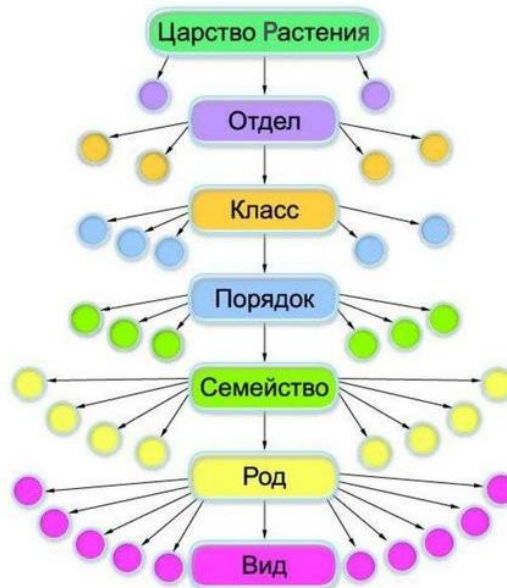 Царство Растения
Отдел
Класс
Порядок
Семейство
Род
Вид